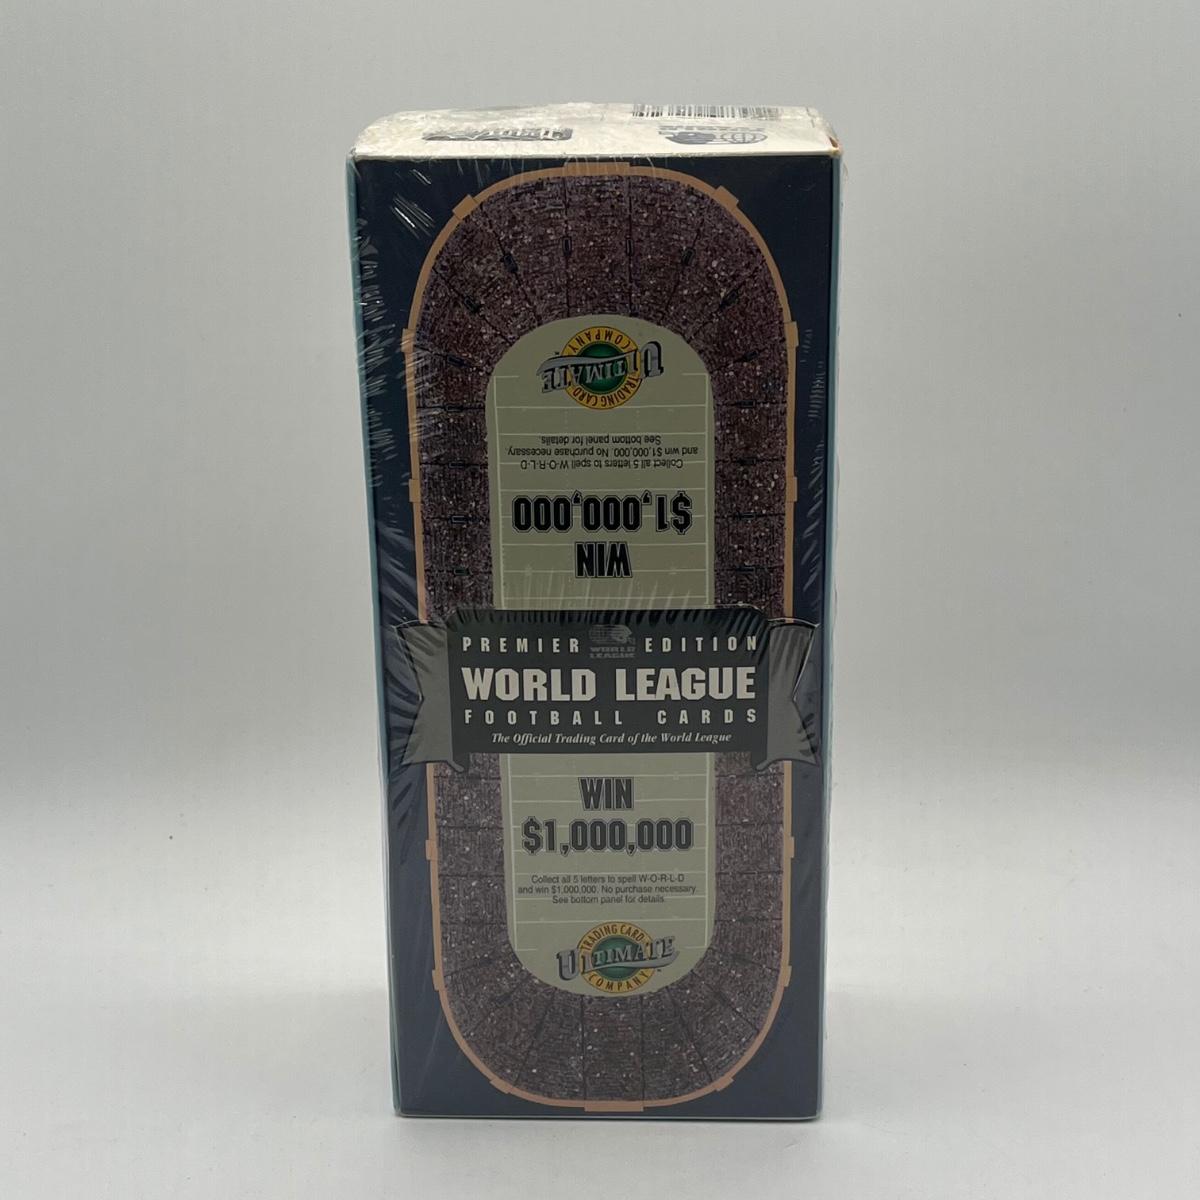 ULTIMATE
TRADING CARD
COMPANY
Collect all 5 letters to spell W-O-R-L-D
and win $1,000,000. No purchase necessary.
See bottom panel for details.
$1,000,000
WIN
PREMIER EDITION
WORLD
LEAGUE
WORLD LEAGUE
FOOTBALL CARDS
The Official Trading Card of the World League
WIN
$1,000,000
Collect all 5 letters to spell W-O-R-L-D
and win $1,000,000. No purchase necessary.
See bottom panel for details.
TRADING CARD
ULTIMATE
COMPANY